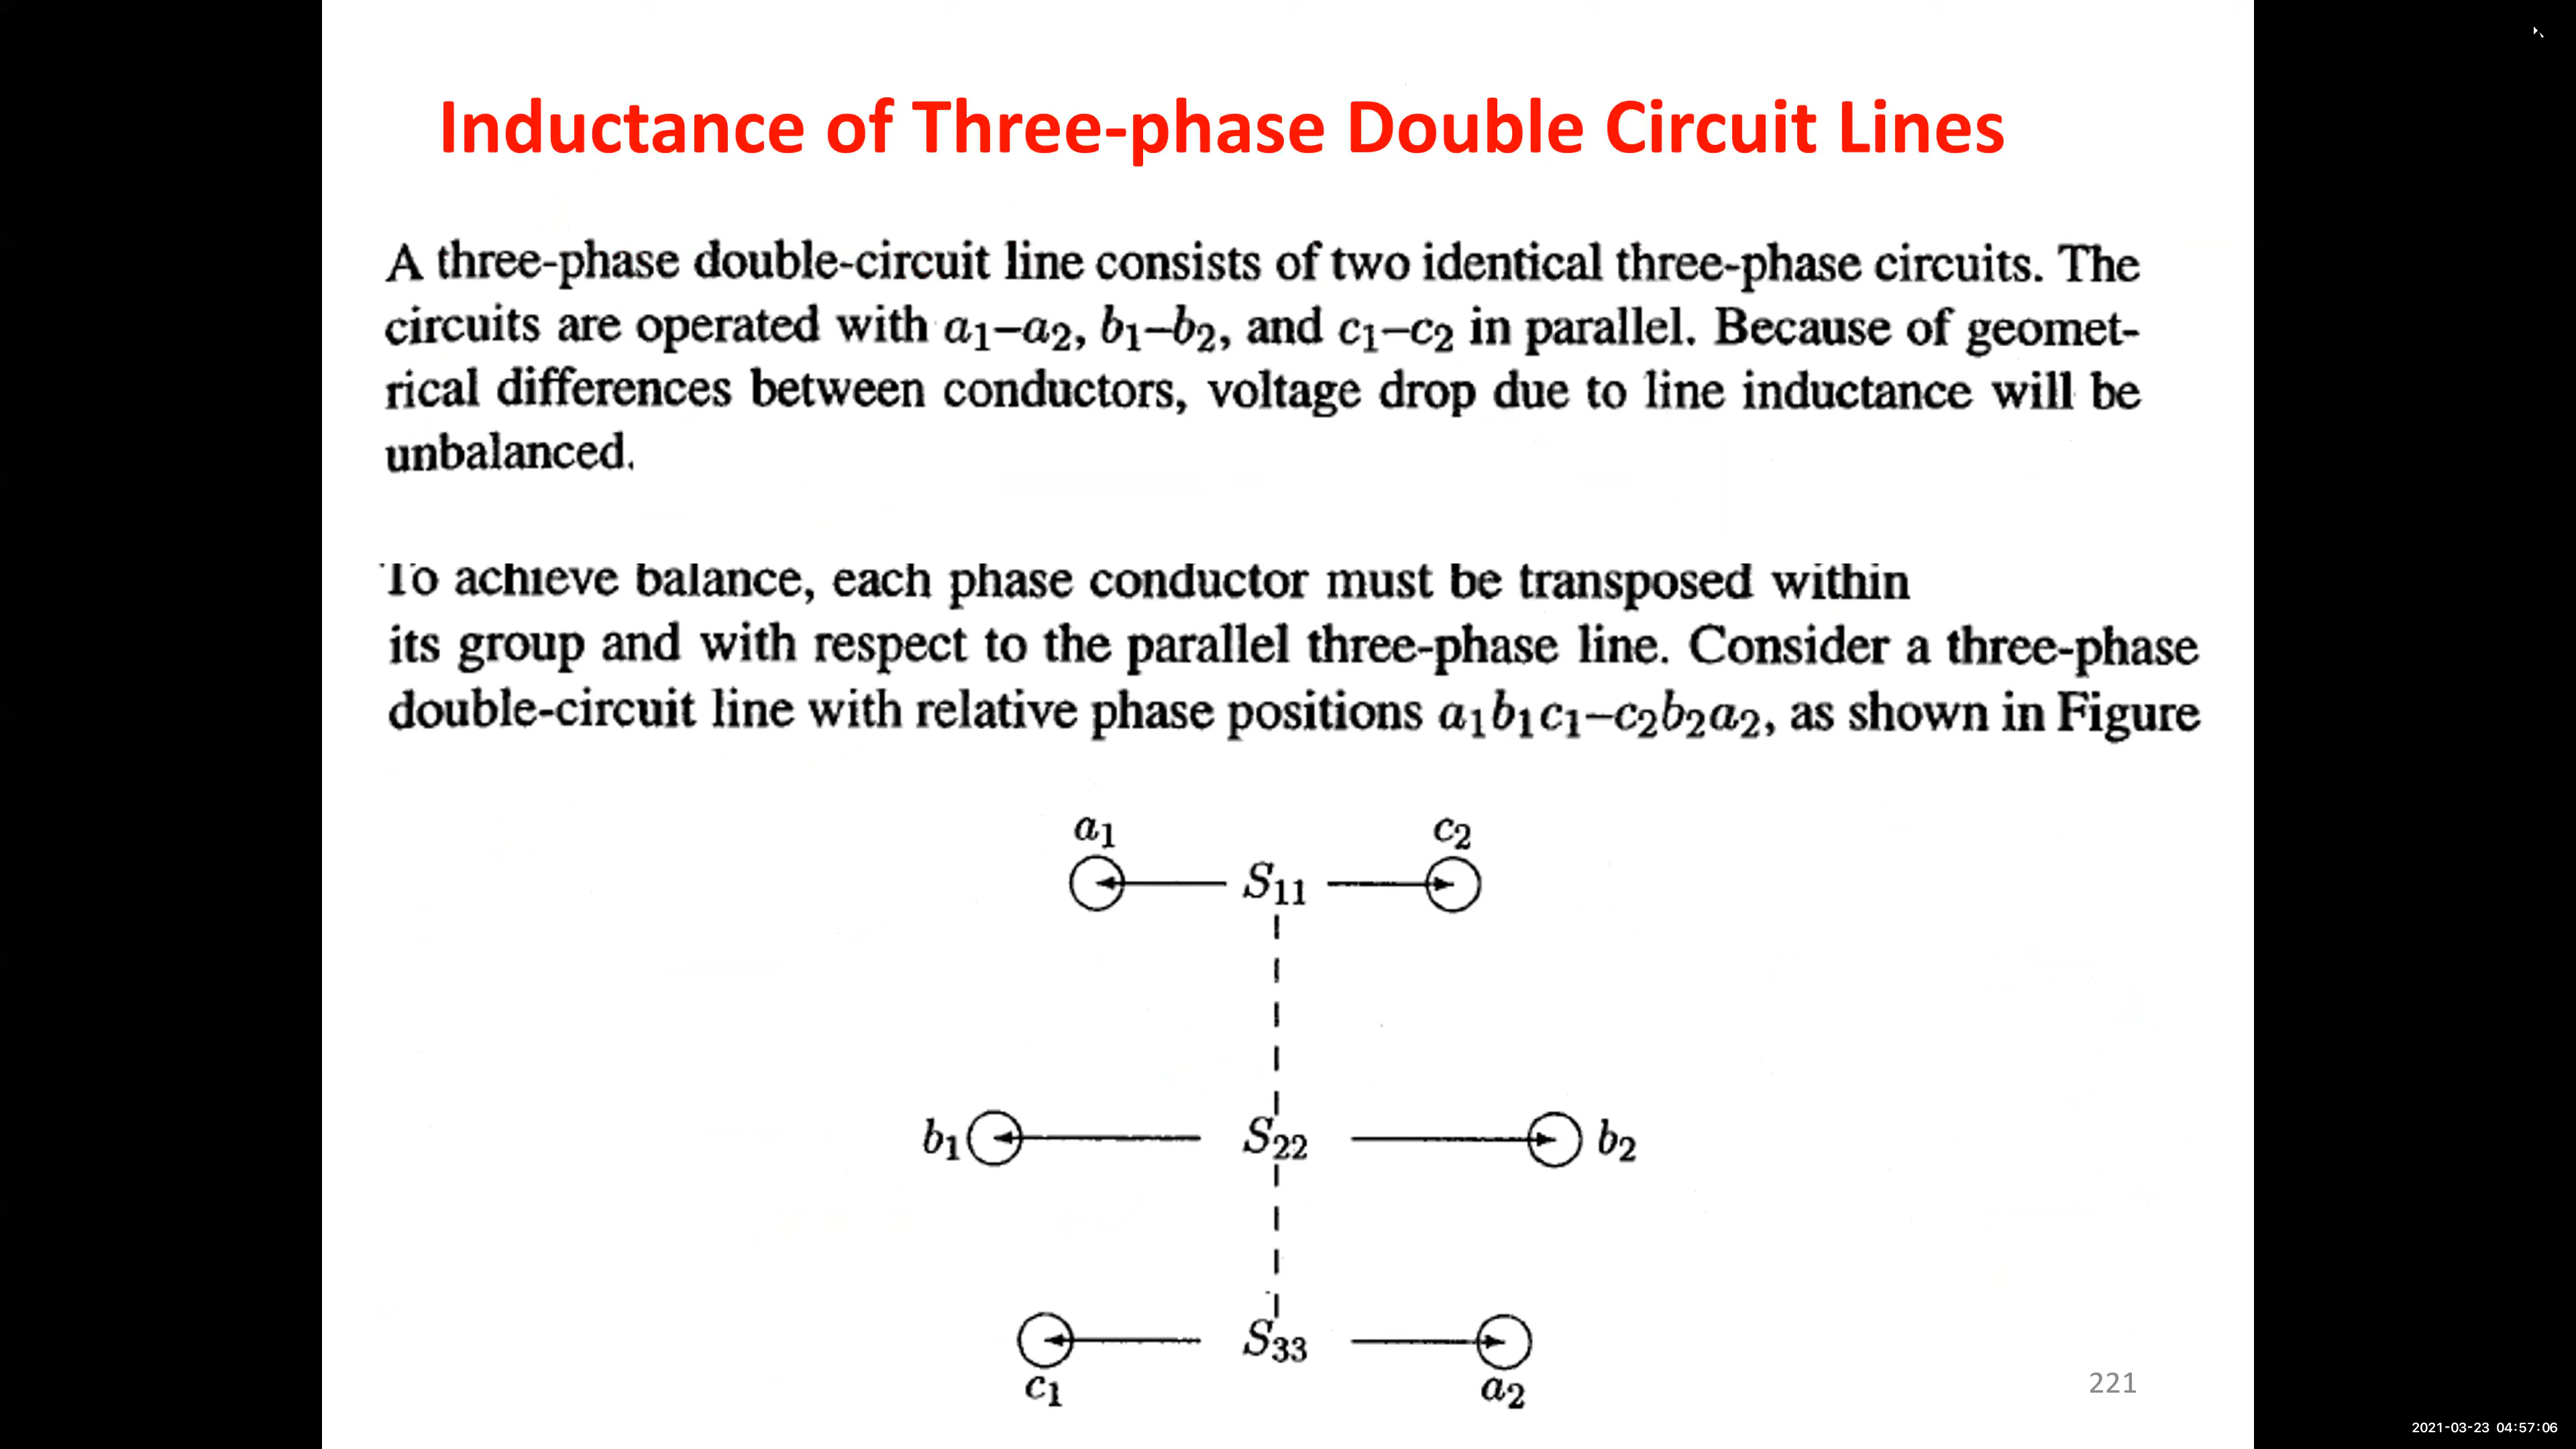 Inductance of Three-phase Double Circuit Lines
A three-phase double-circuit line consists of two identical three-phase circuits. The
circuits are operated with a₁–a₂, b₁–b₂, and c₁–c₂ in parallel. Because of geomet-
rical differences between conductors, voltage drop due to line inductance will be
unbalanced.
To achieve balance, each phase conductor must be transposed within
its group and with respect to the parallel three-phase line. Consider a three-phase
double-circuit line with relative phase positions a₁b₁c₁–c₂b₂a₂, as shown in Figure
a₁ c₂
S₁₁
b₁ S₂₂ b₂
S₃₃
c₁ a₂
221
2021-03-23 04:57:06